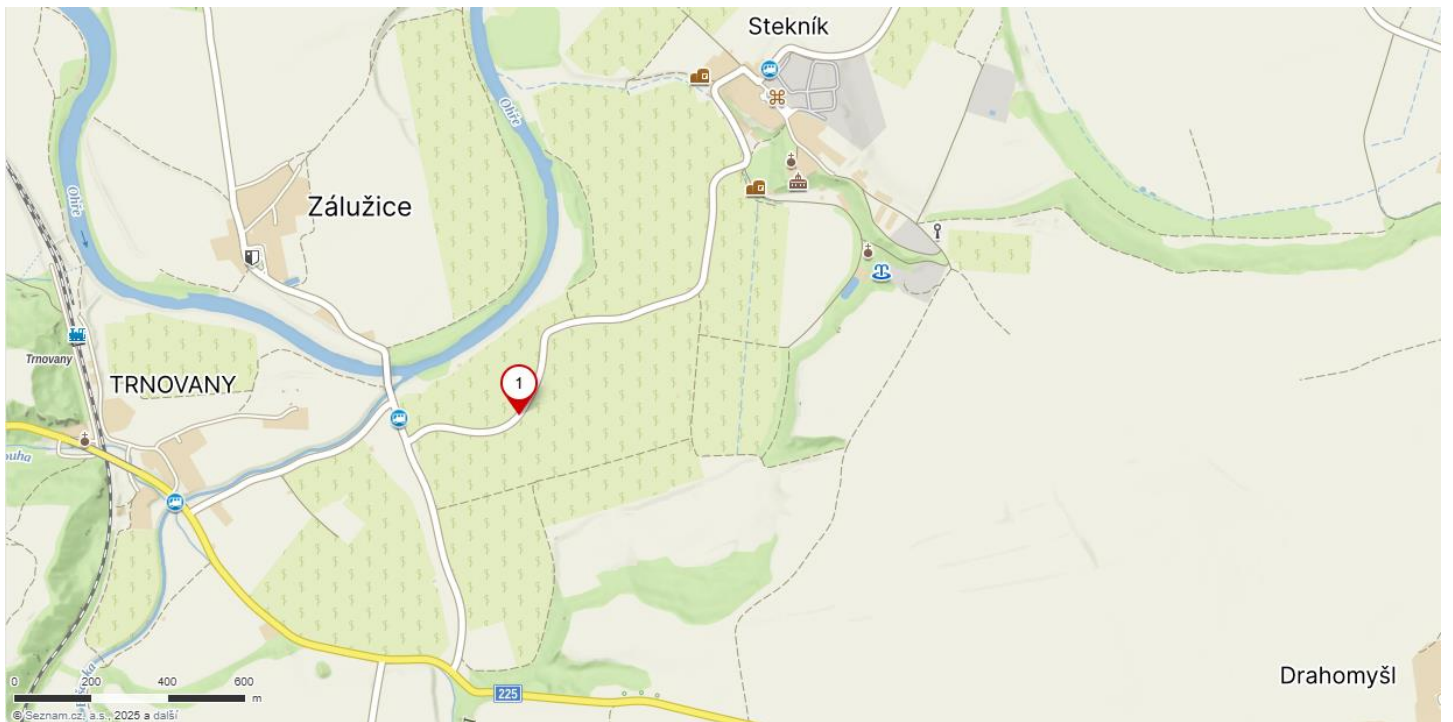 Stekník
Ohře
Ohře
Zálužice
Trnovany
TRNOVANY
1
225
Drahomyšl
0 200 400 600
m
© Seznam.cz, a.s., 2025 a další